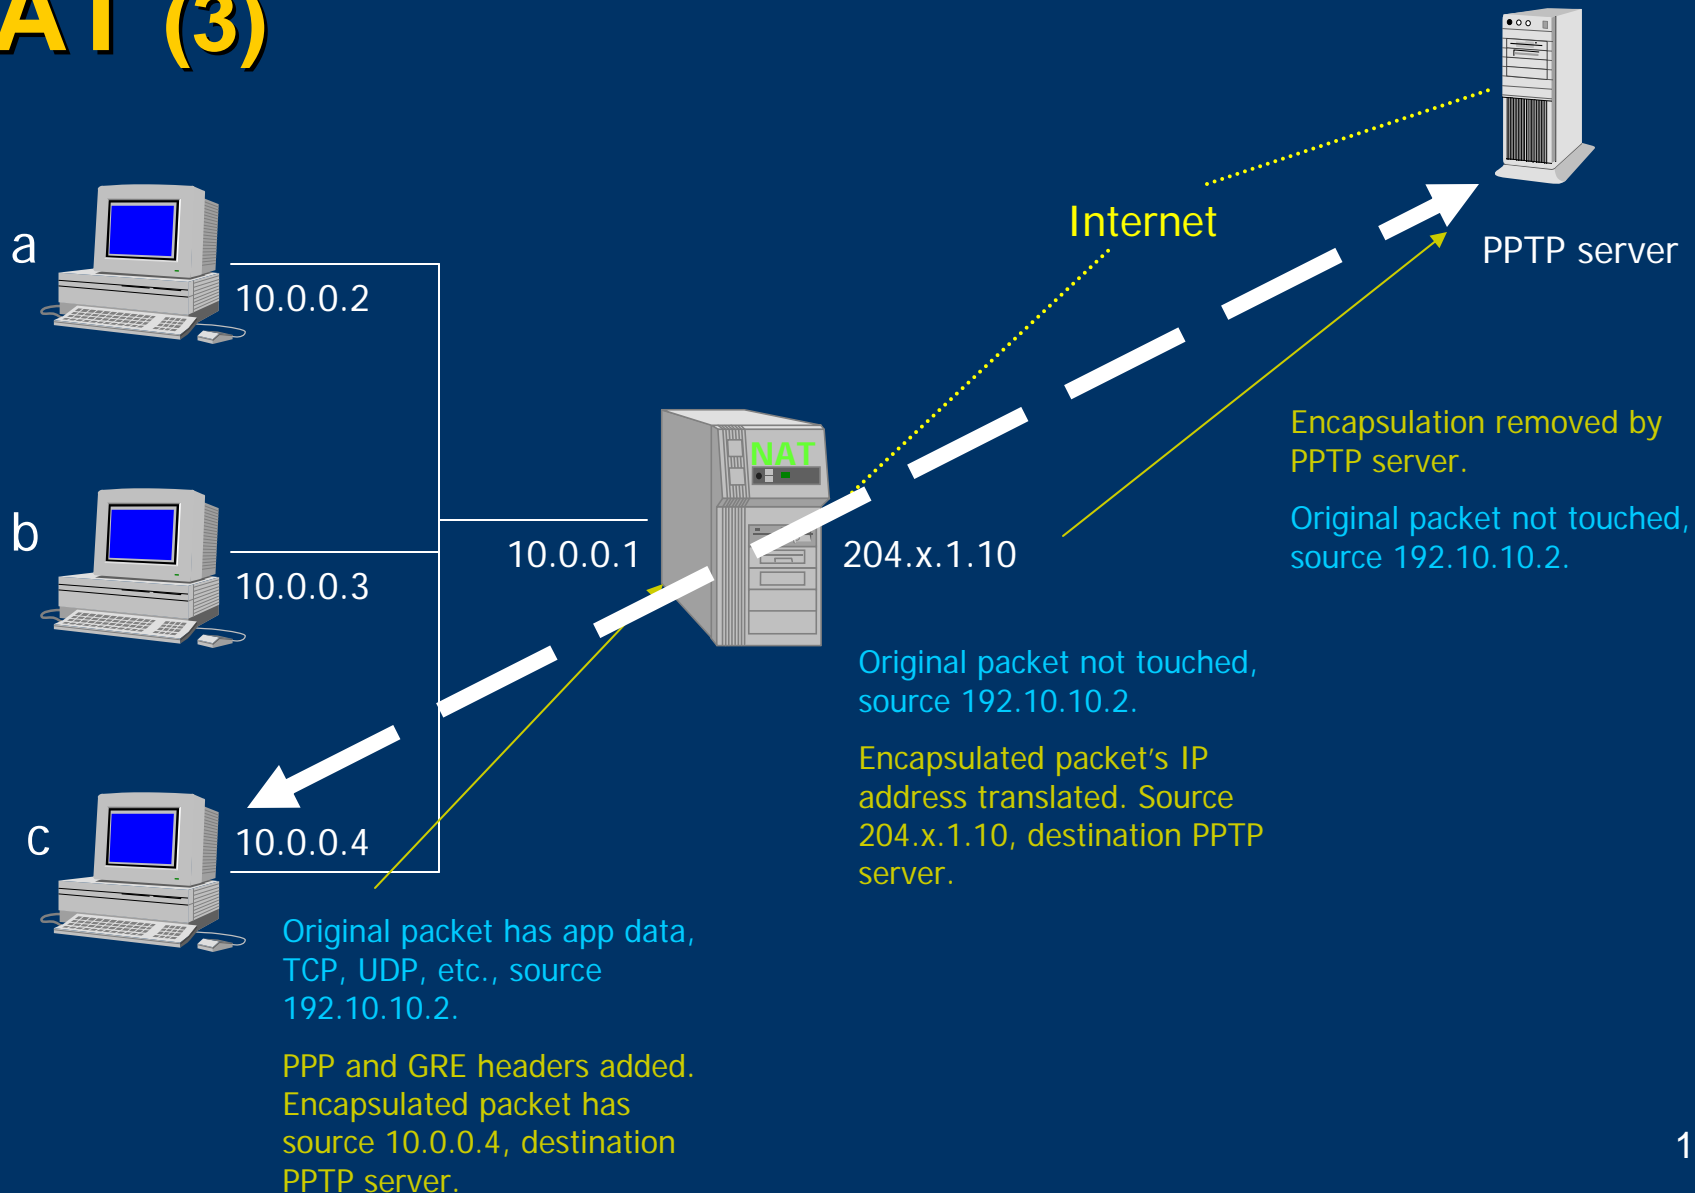 AT (3)
a
10.0.0.2
b
10.0.0.3
c
10.0.0.4
10.0.0.1
NAT
204.x.1.10
Internet
PPTP server
Encapsulation removed by
PPTP server.
Original packet not touched,
source 192.10.10.2.
Original packet not touched,
source 192.10.10.2.
Encapsulated packet's IP
address translated. Source
204.x.1.10, destination PPTP
server.
Original packet has app data,
TCP, UDP, etc., source
192.10.10.2.
PPP and GRE headers added.
Encapsulated packet has
source 10.0.0.4, destination
PPTP server.
1